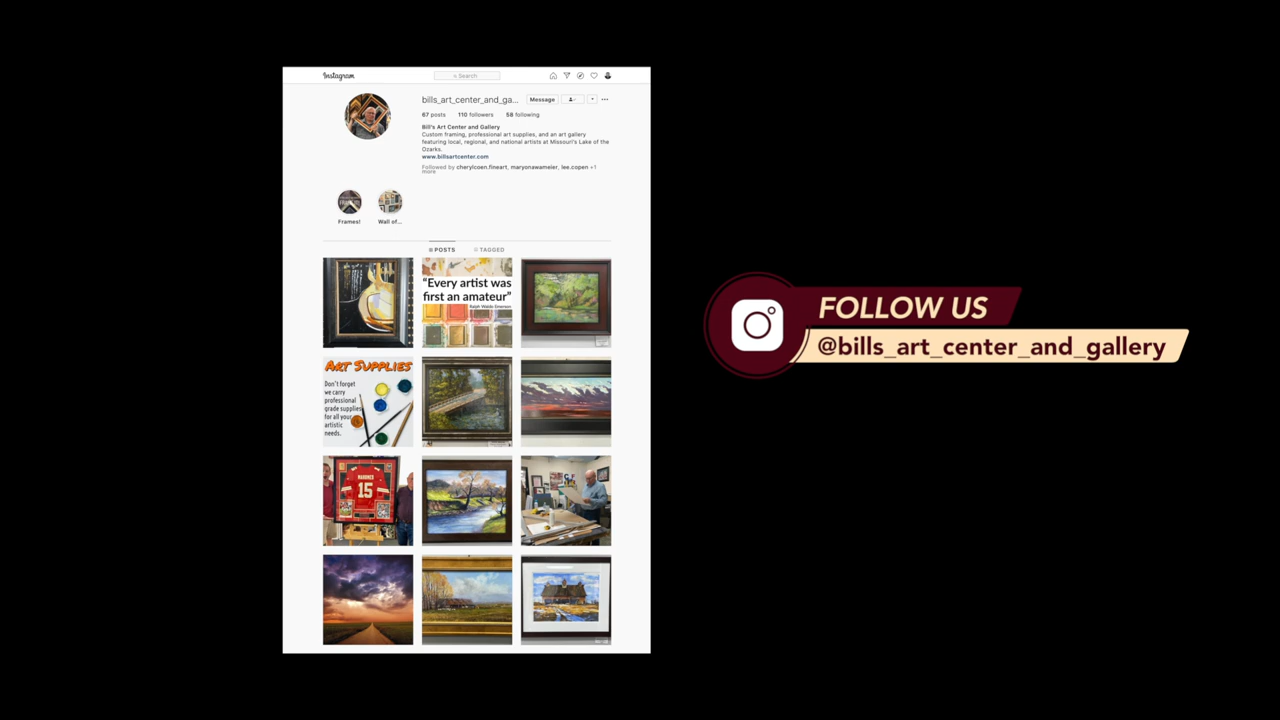 Instagram
Search
bills_art_center_and_ga...
Message
67 posts 110 followers 58 following
Bill's Art Center and Gallery
Custom framing, professional art supplies, and an art gallery
featuring local, regional, and national artists at Missouri's Lake of the
Ozarks.
www.billsartcenter.com
Followed by cherylcoen.fineart, maryonawameier, lee.copen +1
more
Frames!
Wall of...
POSTS
TAGGED
"Every artist was
first an amateur"
Ralph Waldo Emerson
ART SUPPLIES
Don't forget
we carry
professional
grade supplies
for all your
artistic
needs.
MAHOMES
15
FOLLOW US
@bills_art_center_and_gallery